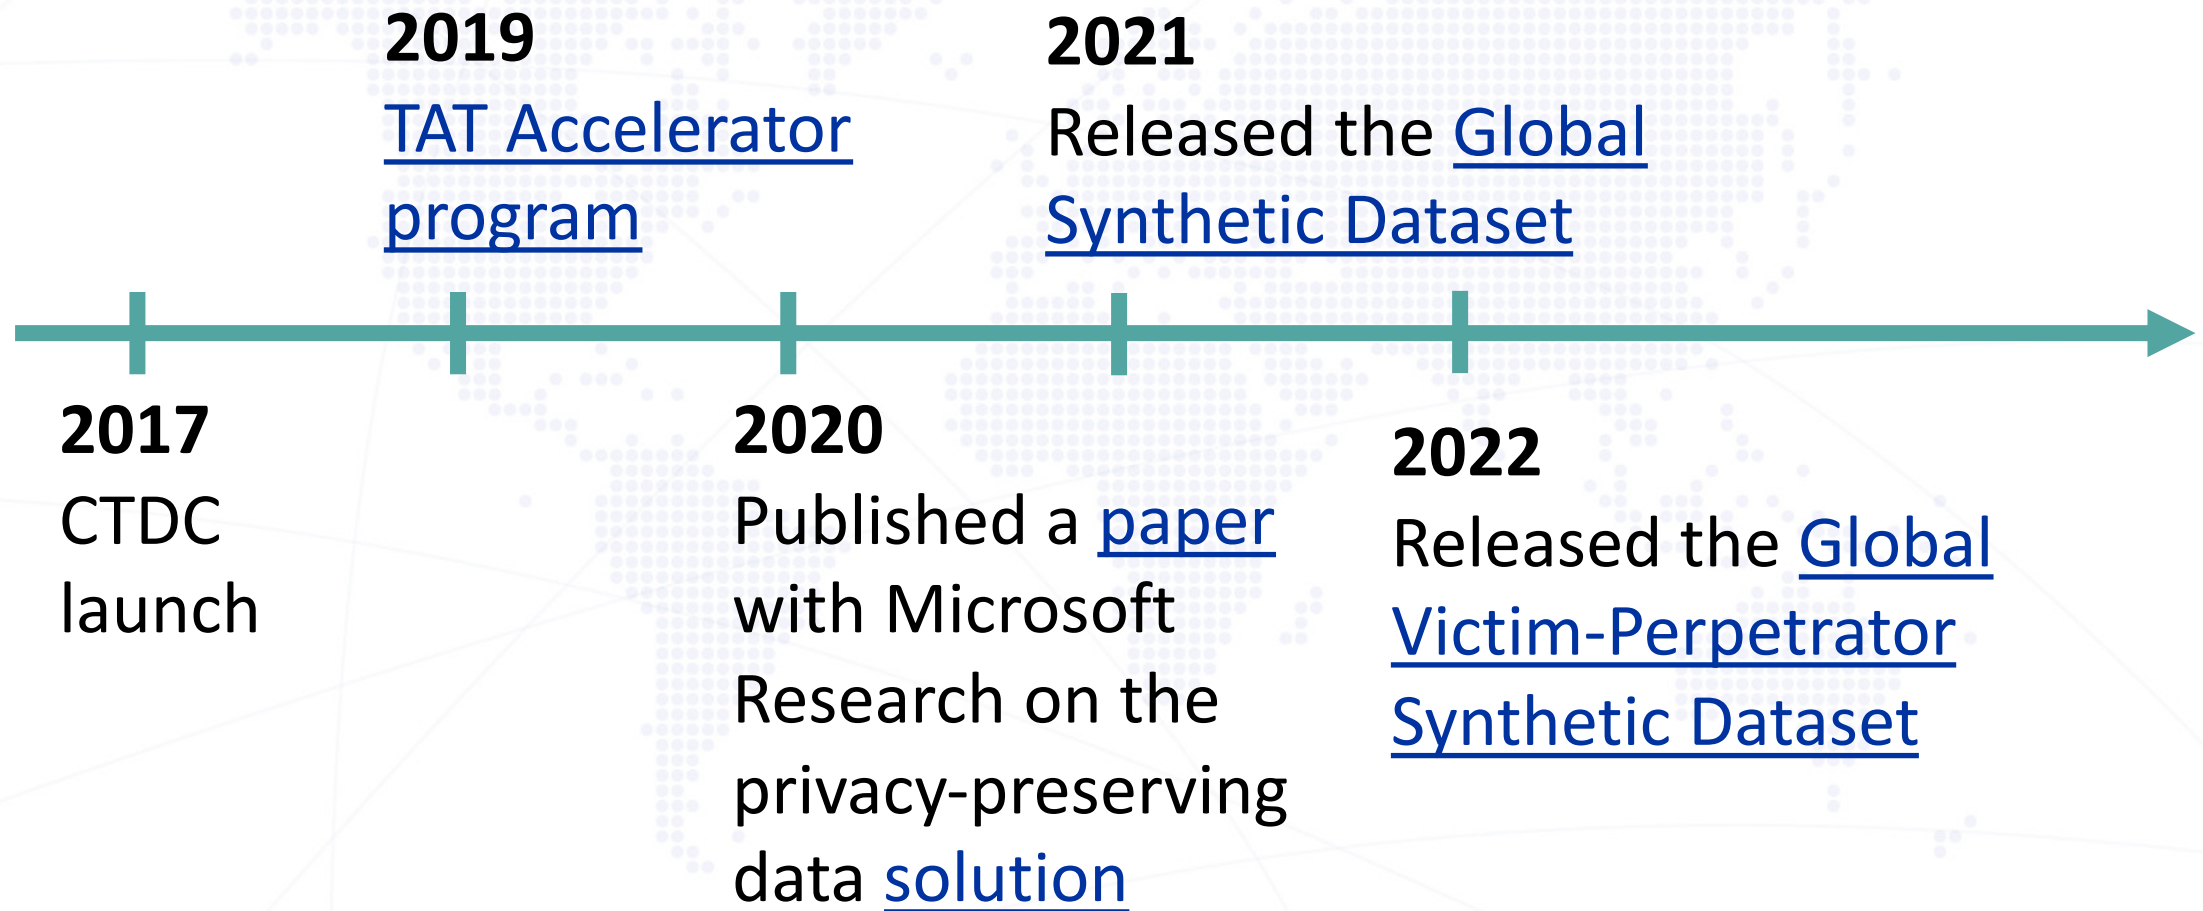 2019
TAT Accelerator
program
2021
Released the Global
Synthetic Dataset
2017
CTDC
launch
2020
Published a paper
with Microsoft
Research on the
privacy-preserving
data solution
2022
Released the Global
Victim-Perpetrator
Synthetic Dataset